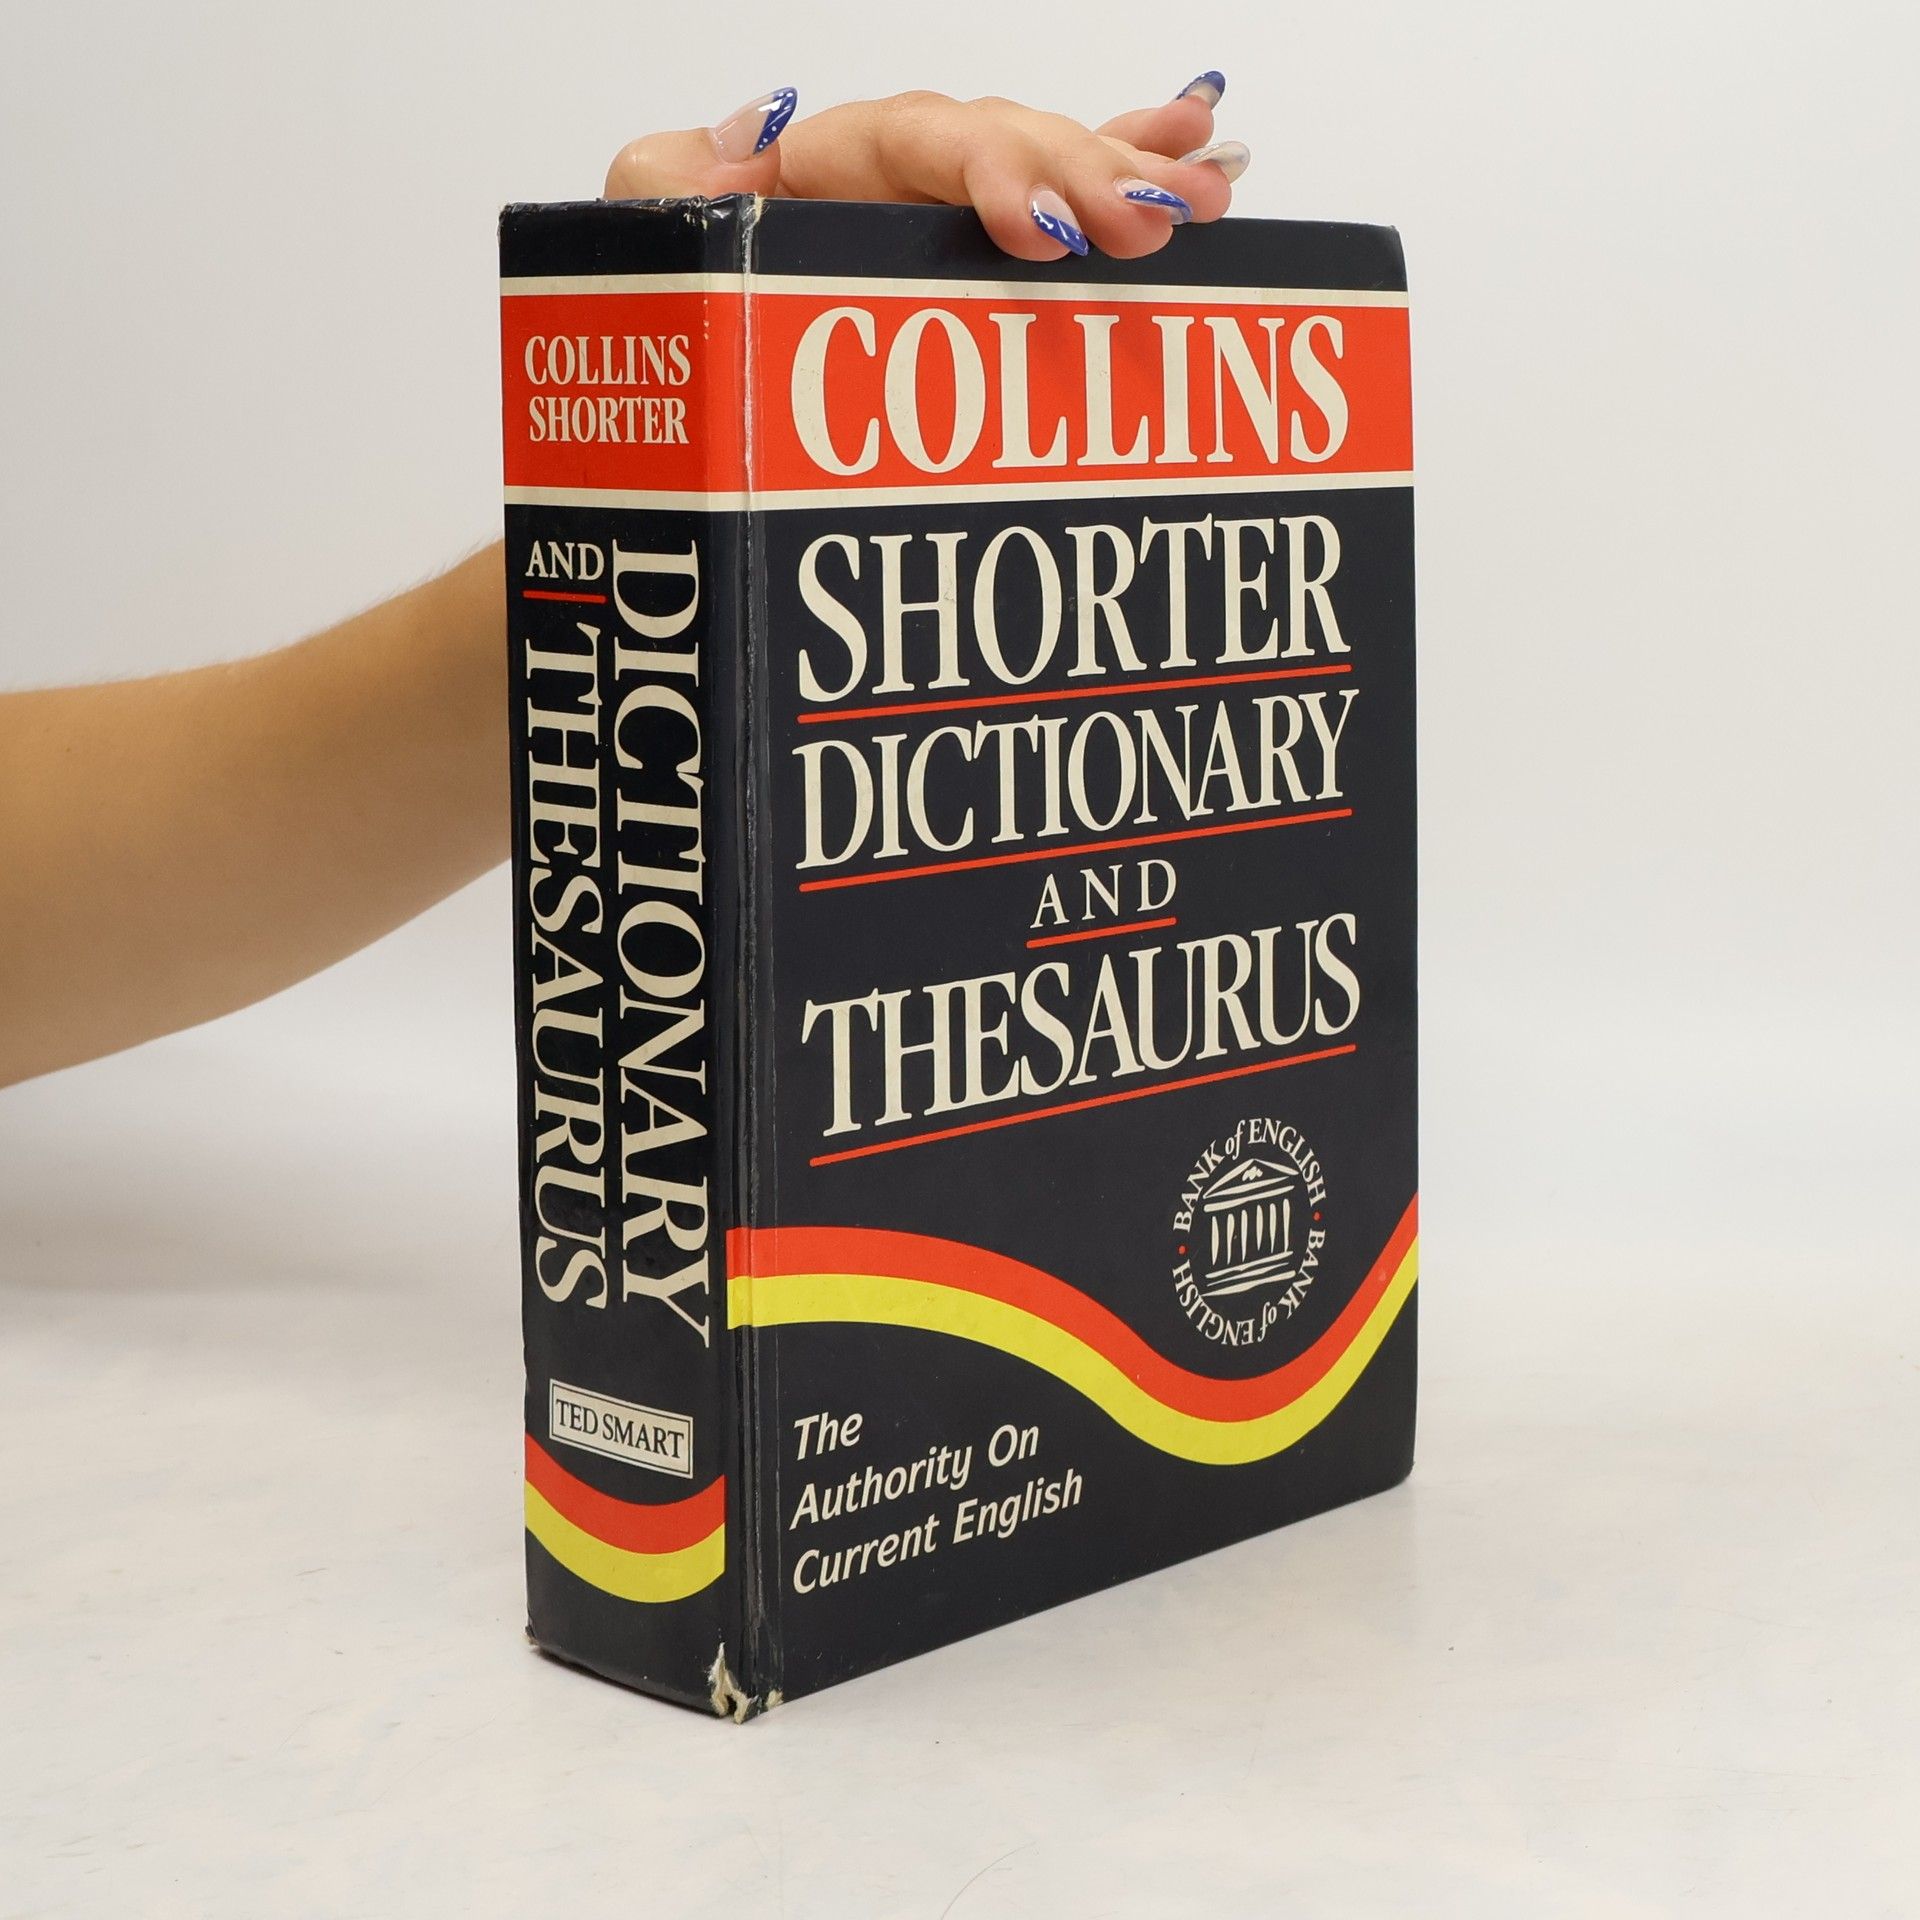 COLLINS
SHORTER
DICTIONARY
AND
THESAURUS
TED SMART
COLLINS
SHORTER
DICTIONARY
AND
THESAURUS
BANK of ENGLISH · BANK of ENGLISH ·
The
Authority On
Current English